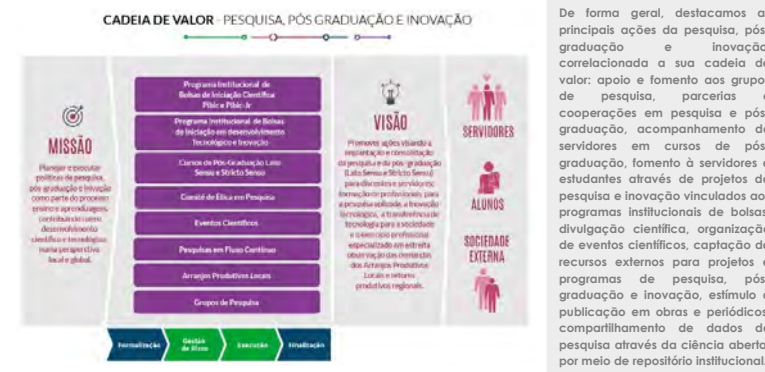 CADEIA DE VALOR - PESQUISA, PÓS GRADUAÇÃO E INOVAÇÃO
MISSÃO
Planejar e executar
políticas de pesquisa,
pós-graduação e inovação
como parte do processo
ensino e aprendizagem,
contribuindo com o
desenvolvimento
científico e tecnológico,
numa perspectiva
local e global.
Programa Institucional de
Bolsas de Iniciação Científica
Pibic e Pibic-Jr
Programa Institucional de Bolsas
de Iniciação em desenvolvimento
Tecnológico e Inovação
Cursos de Pós-Graduação Lato
Sensu e Stricto Sensu
Comitê de Ética em Pesquisa
Eventos Científicos
Pesquisas em Fluxo Contínuo
Arranjos Produtivos Locais
Grupos de Pesquisa
Formalização
Gestão
de
Execução
Finalização
VISÃO
Promover ações visando a
implantação e consolidação
da pesquisa e da pós-graduação
(Lato Sensu e Stricto Sensu)
para discentes e servidores;
formação de profissionais para
a pesquisa aplicada, a Inovação
tecnológica, a transferência de
tecnologia para a sociedade
e o exercício profissional
especializado em estreita
observação das demandas
dos Arranjos Produtivos
Locais e setores
produtivos regionais.
SERVIDORES
ALUNOS
SOCIEDADE
EXTERNA
De forma geral, destacamos a
principais ações da pesquisa, pós
graduação e inovação
correlacionada a sua cadeia de
valor: apoio e fomento aos grupo
de pesquisa, parcerias
cooperações em pesquisa e pós
graduação, acompanhamento de
servidores em cursos de pós
graduação, fomento à servidores
estudantes através de projetos de
pesquisa e inovação vinculados ao
programas institucionais de bolsas
divulgação científica, organização
de eventos científicos, captação de
recursos externos para projetos
programas de pesquisa, pós
graduação e inovação, estímulo
publicação em obras e periódicos
compartilhamento de dados de
pesquisa através da ciência aberta
por meio de repositório institucional.